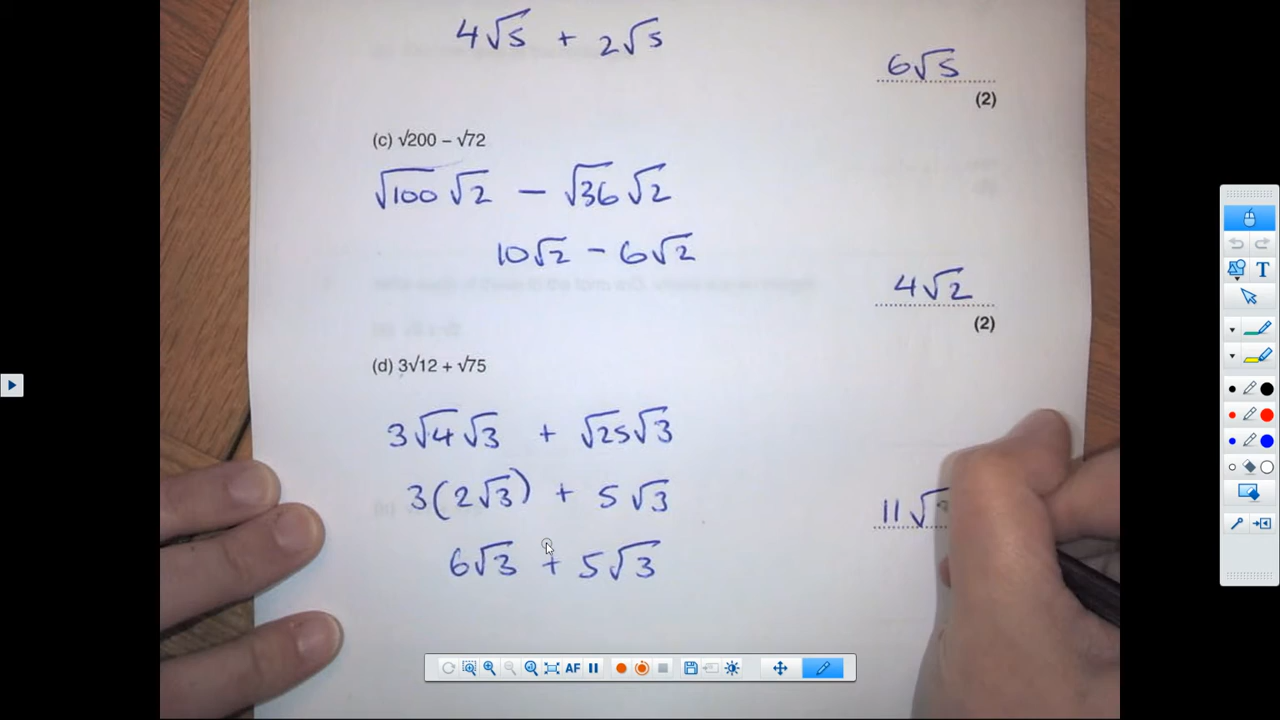 4√5 + 2√5
6√5
(2)
(c) √200 – √72
√100 √2 – √36 √2
10√2 – 6√2
4√2
(2)
(d) 3√12 + √75
3√4 √3 + √25 √3
3(2√3) + 5√3
11√
6√3 + 5√3
T
AF